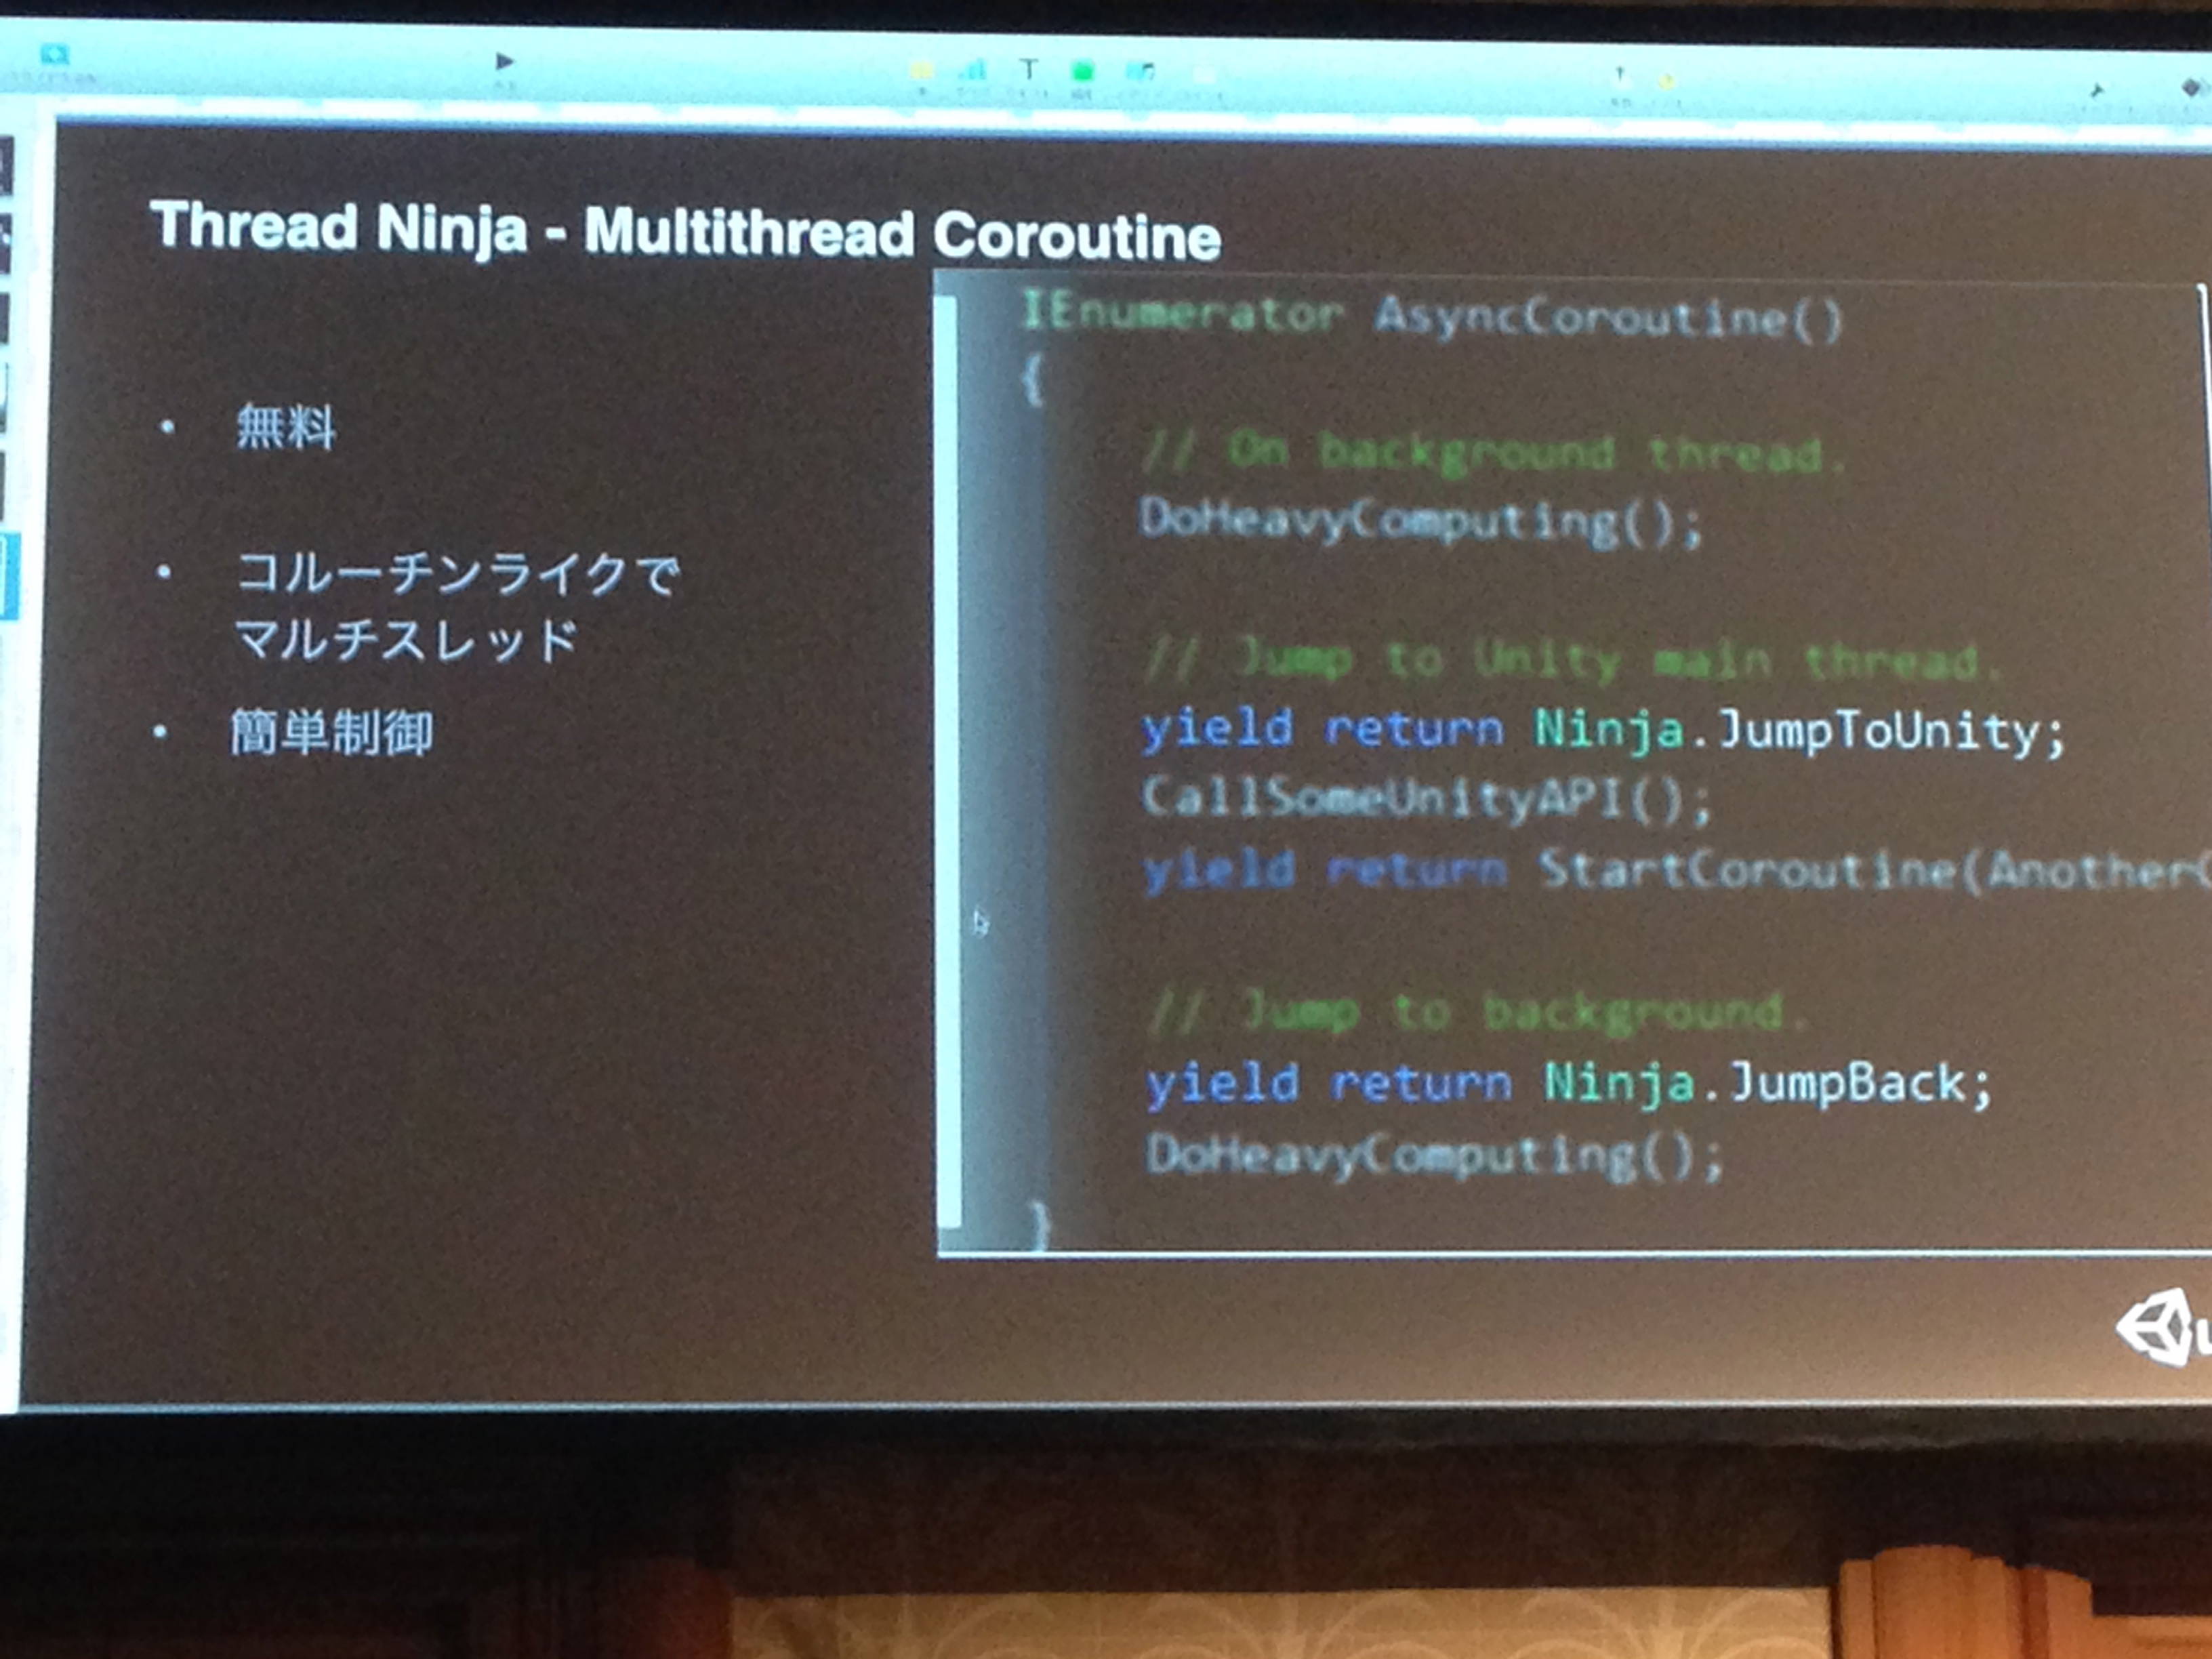 Thread Ninja - Multithread Coroutine
• 無料
• コルーチンライクで
マルチスレッド
• 簡単制御
IEnumerator AsyncCoroutine()
{
// On background thread.
DoHeavyComputing();
// Jump to Unity main thread.
yield return Ninja.JumpToUnity;
CallSomeUnityAPI();
yield return StartCoroutine(Another
// Jump to background.
yield return Ninja.JumpBack;
DoHeavyComputing();
}